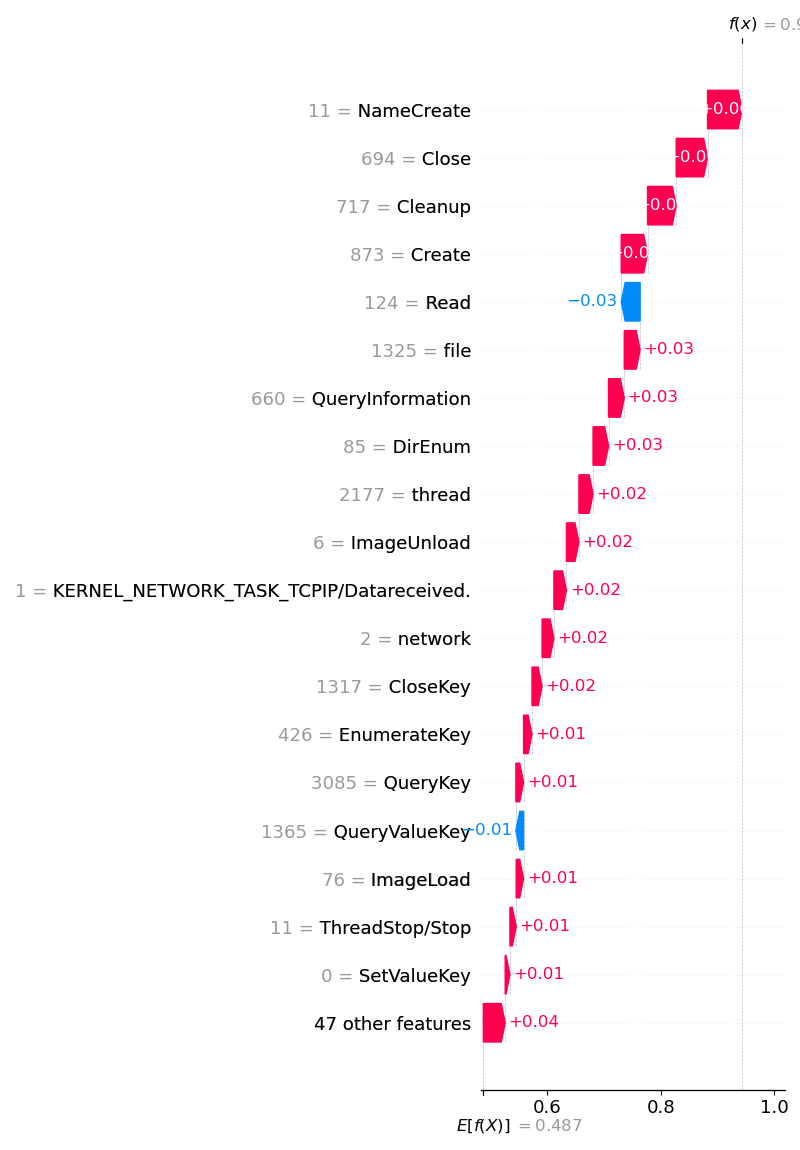 f(x) = 0.9
11 = NameCreate +0.06
694 = Close
717 = Cleanup
873 = Create
124 = Read −0.03
1325 = file +0.03
660 = QueryInformation +0.03
85 = DirEnum +0.03
2177 = thread +0.02
6 = ImageUnload +0.02
1 = KERNEL_NETWORK_TASK_TCPIP/Datareceived. +0.02
2 = network +0.02
1317 = CloseKey +0.02
426 = EnumerateKey +0.01
3085 = QueryKey +0.01
1365 = QueryValueKey −0.01
76 = ImageLoad +0.01
11 = ThreadStop/Stop +0.01
0 = SetValueKey +0.01
47 other features +0.04
0.6 0.8 1.0
E[f(X)] = 0.487